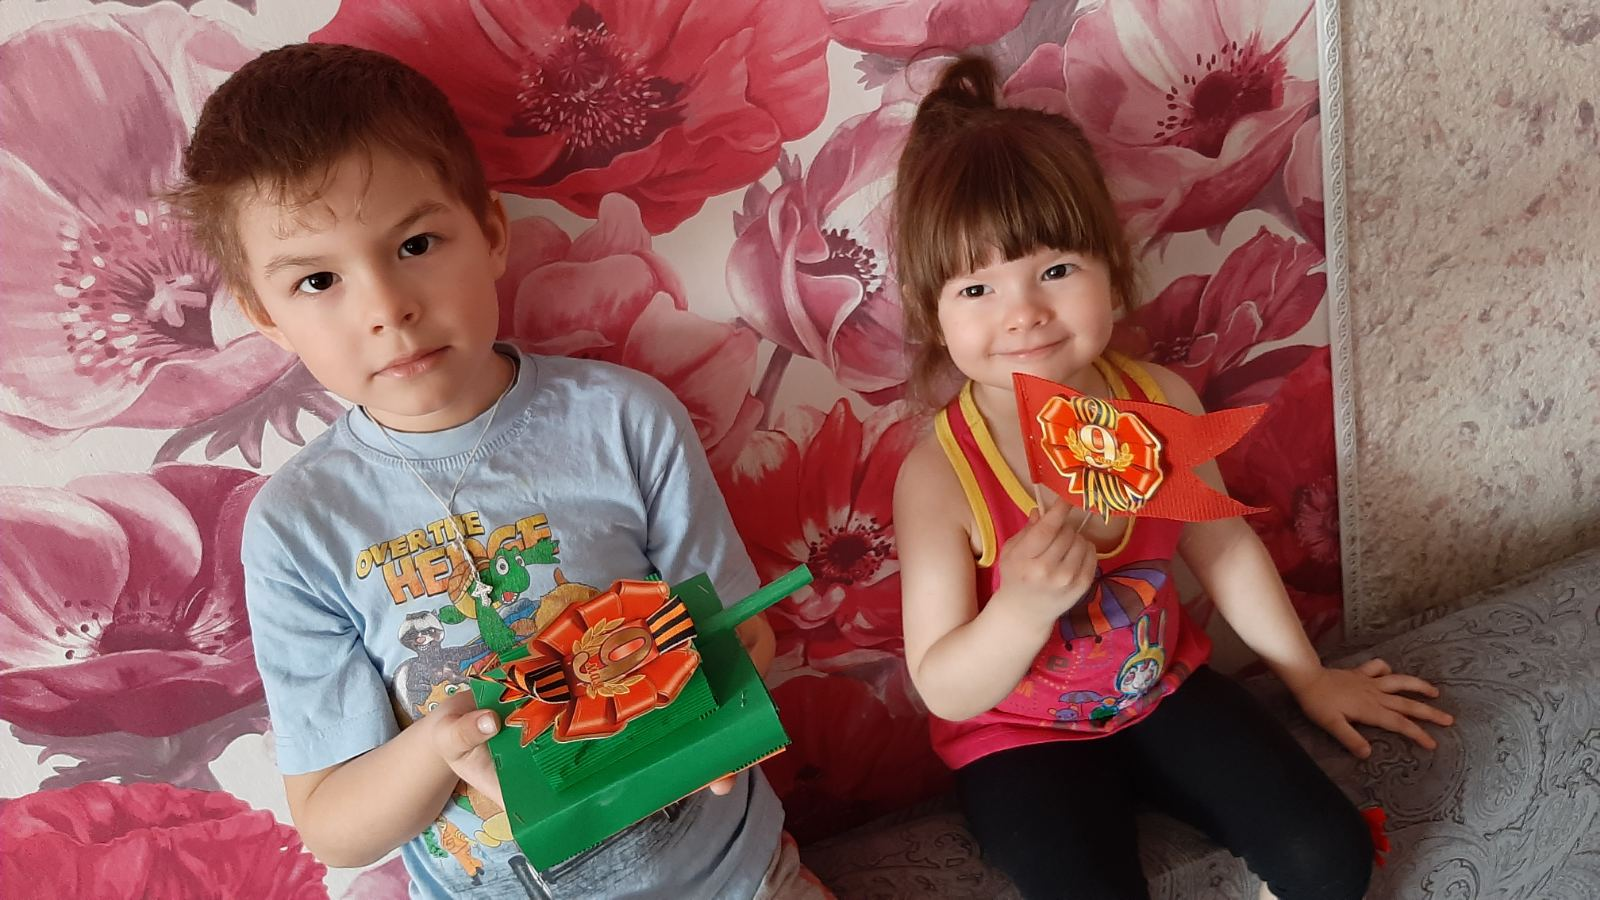 OVER THE
HEDGE
9
9